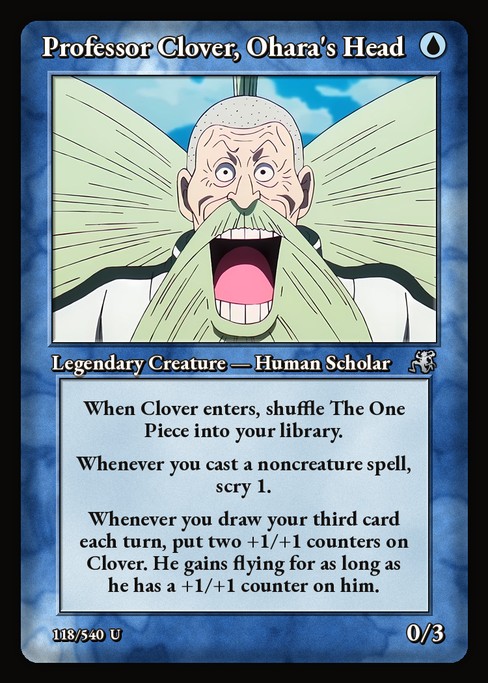 Professor Clover, Ohara's Head
Legendary Creature — Human Scholar
When Clover enters, shuffle The One
Piece into your library.
Whenever you cast a noncreature spell,
scry 1.
Whenever you draw your third card
each turn, put two +1/+1 counters on
Clover. He gains flying for as long as
he has a +1/+1 counter on him.
118/540 U
0/3